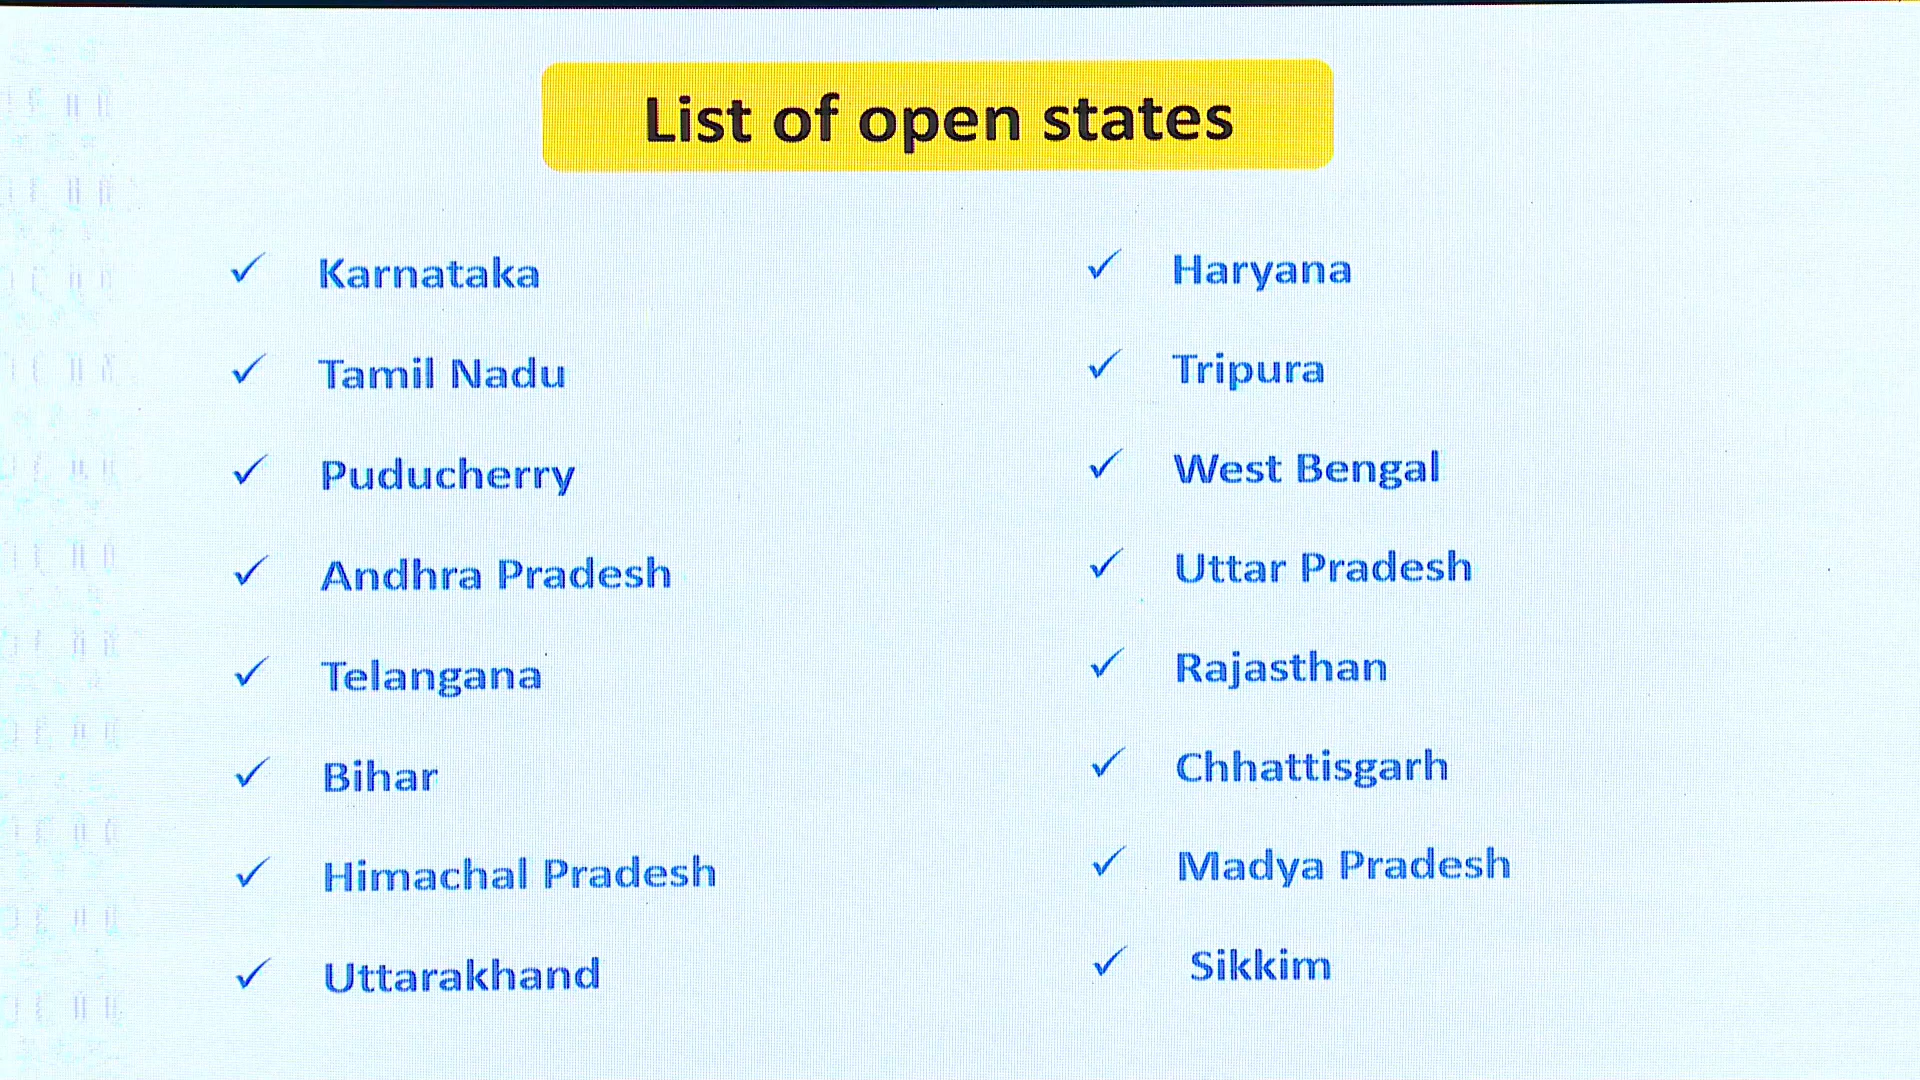 List of open states
✓ Karnataka
✓ Tamil Nadu
✓ Puducherry
✓ Andhra Pradesh
✓ Telangana
✓ Bihar
✓ Himachal Pradesh
✓ Uttarakhand
✓ Haryana
✓ Tripura
✓ West Bengal
✓ Uttar Pradesh
✓ Rajasthan
✓ Chhattisgarh
✓ Madya Pradesh
✓ Sikkim